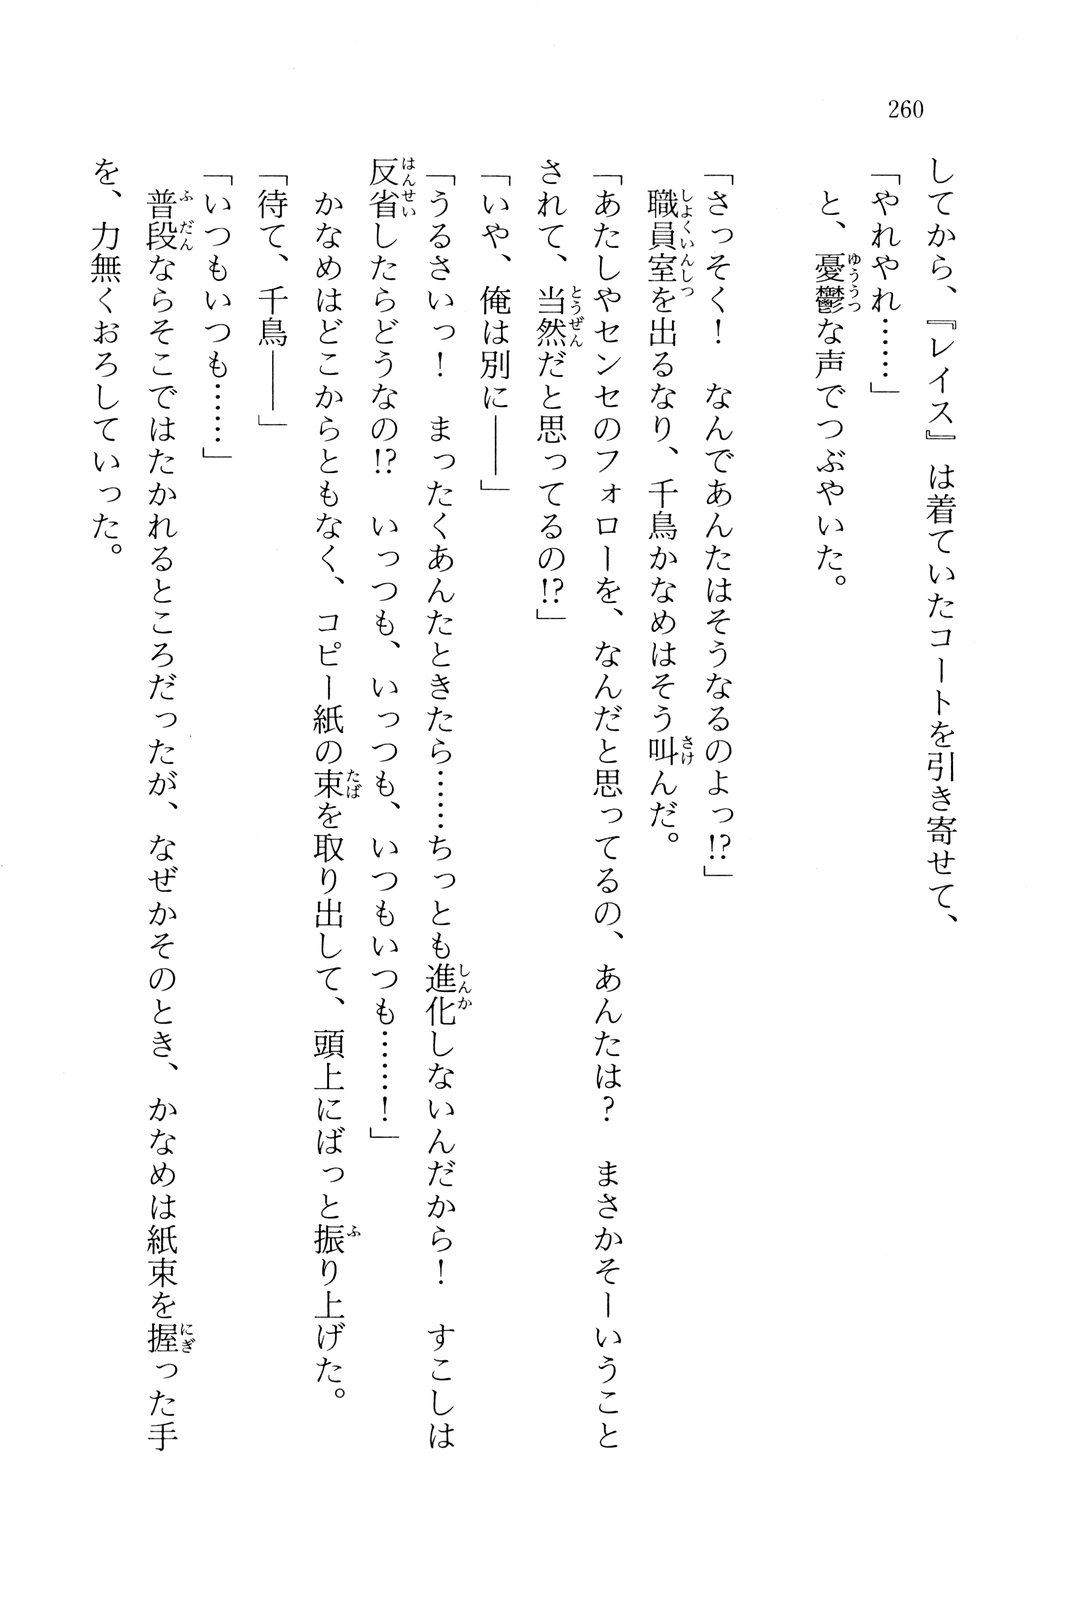 260
してから、『レイス』は着ていたコートを引き寄せて、
「やれやれ……」
と、憂鬱な声でつぶやいた。
「さっそく！　なんであんたはそうなるのよっ!?」
職員室を出るなり、千鳥かなめはそう叫んだ。
「あたしやセンセのフォローを、なんだと思ってるの、あんたは？　まさかそーいうこと
されて、当然だと思ってるの!?」
「いや、俺は別に――」
「うるさいっ！　まったくあんたときたら……ちっとも進化しないんだから！　すこしは
反省したらどうなの!?　いっつも、いっつも、いつもいつも……！」
かなめはどこからともなく、コピー紙の束を取り出して、頭上にばっと振り上げた。
「待て、千鳥――」
「いつもいつも……」
普段ならそこではたかれるところだったが、なぜかそのとき、かなめは紙束を握った手
を、力無くおろしていった。